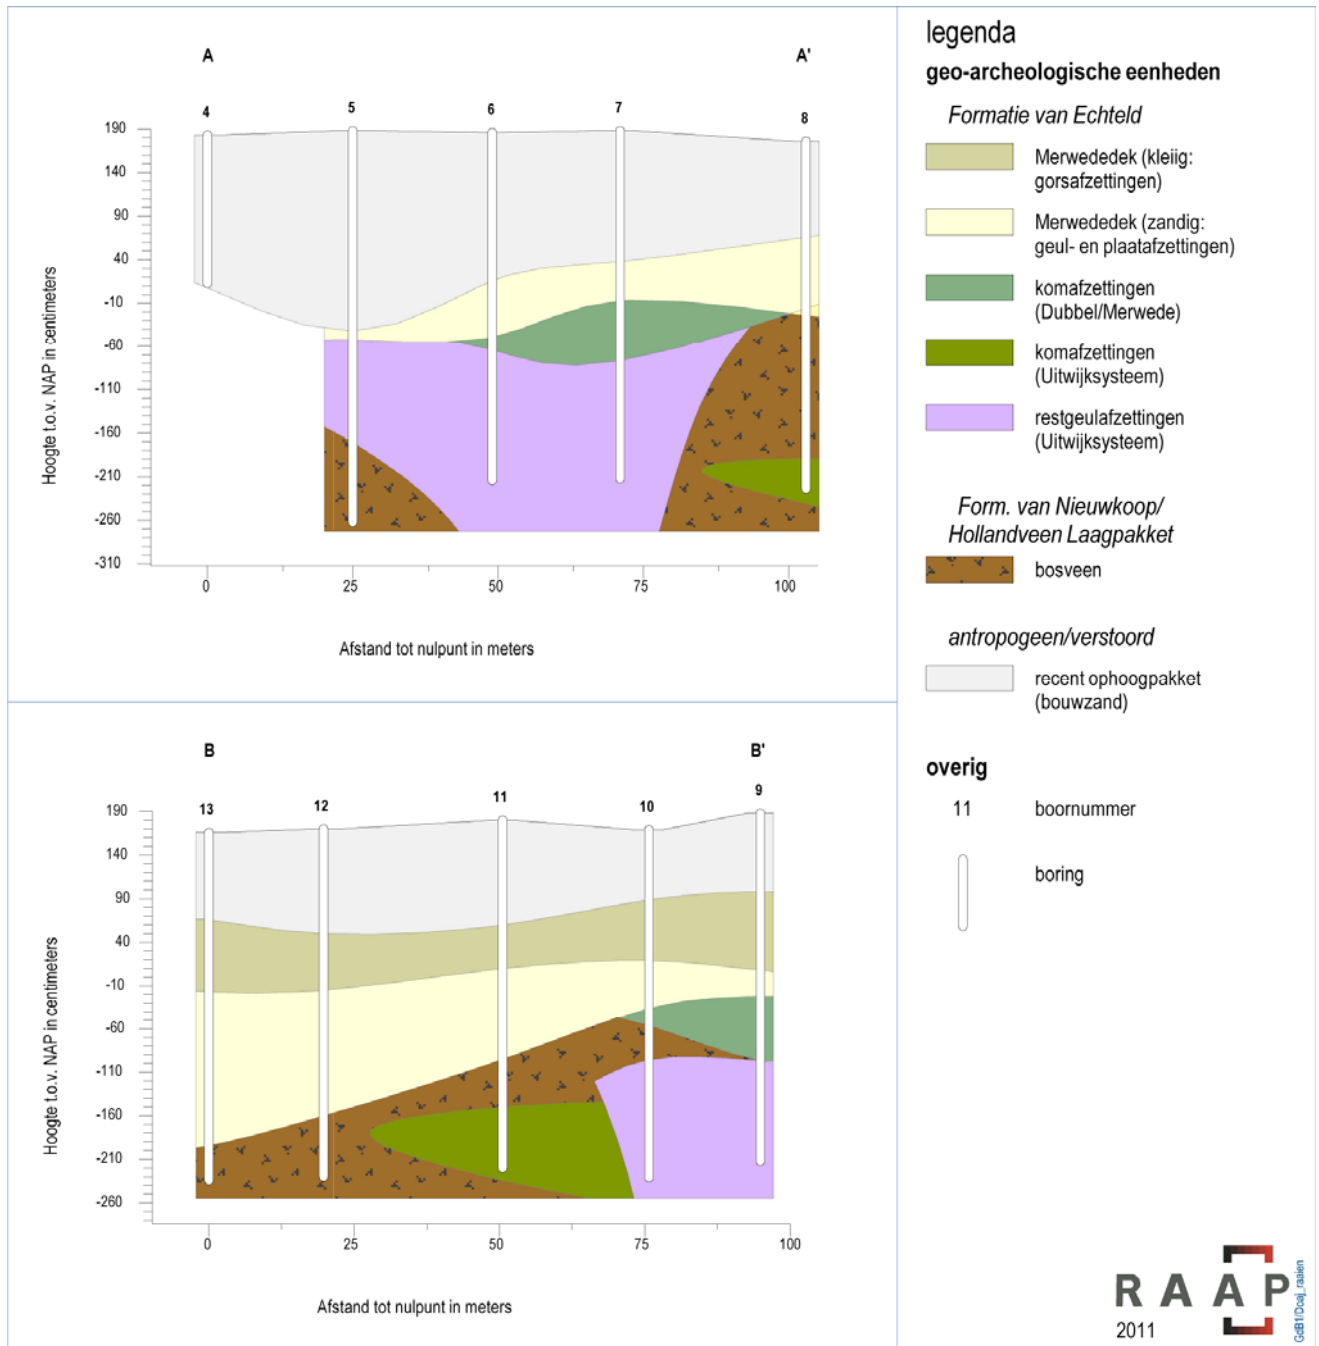 A A'
4 5 6 7 8
190
140
90
40
-10
-60
-110
-160
-210
-260
-310
Hoogte t.o.v. NAP in centimeters
0 25 50 75 100
Afstand tot nulpunt in meters
B B'
13 12 11 10 9
190
140
90
40
-10
-60
-110
-160
-210
-260
Hoogte t.o.v. NAP in centimeters
0 25 50 75 100
Afstand tot nulpunt in meters
legenda
geo-archeologische eenheden
Formatie van Echteld
Merwededek (kleiig:
gorsafzettingen)
Merwededek (zandig:
geul- en plaatafzettingen)
komafzettingen
(Dubbel/Merwede)
komafzettingen
(Uitwijksysteem)
restgeulafzettingen
(Uitwijksysteem)
Form. van Nieuwkoop/
Hollandveen Laagpakket
bosveen
antropogeen/verstoord
recent ophoogpakket
(bouwzand)
overig
11 boornummer
boring
RAAP
2011
GdB1/Doaj_raaien